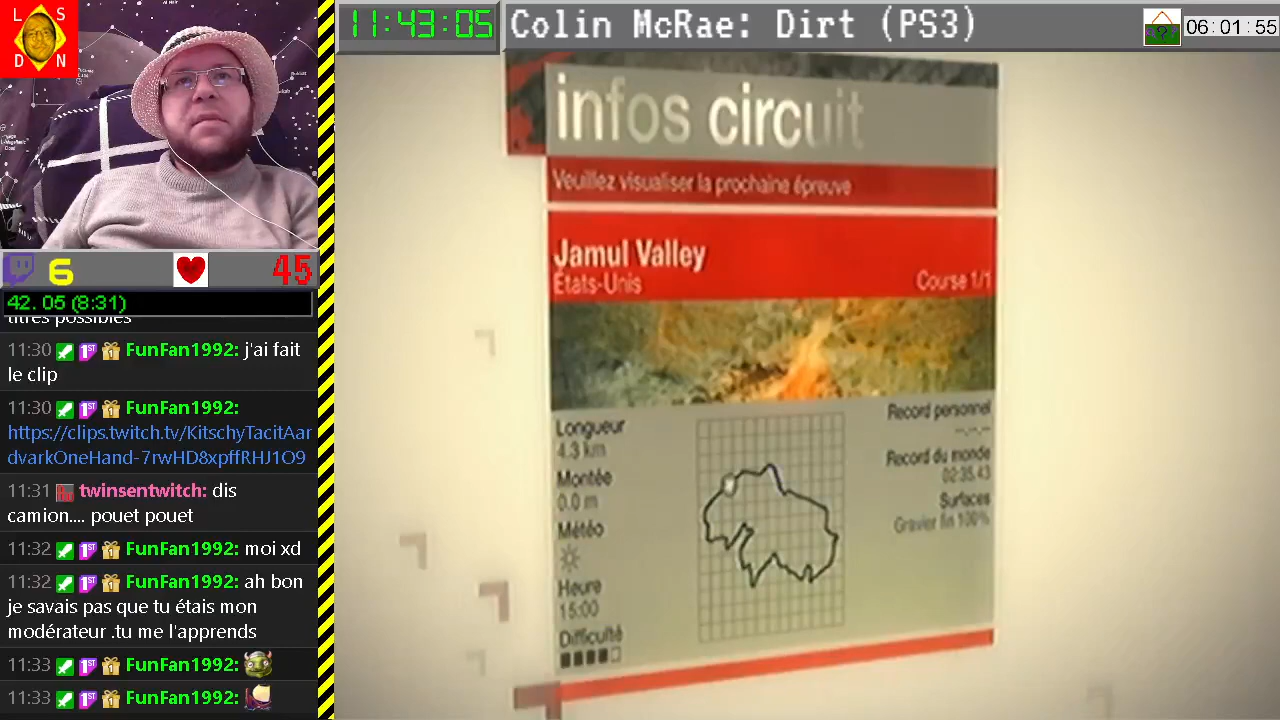 L S
D N
11:43:05
Colin McRae: Dirt (PS3)
06:01:55
6
45
42. 05 (8:31)
titres possibles
11:30 FunFan1992: j'ai fait
le clip
11:30 FunFan1992:
https://clips.twitch.tv/KitschyTacitAar
dvarkOneHand-7rwHD8xpffRHJ1O9
11:31 twinsentwitch: dis
camion.... pouet pouet
11:32 FunFan1992: moi xd
11:32 FunFan1992: ah bon
je savais pas que tu étais mon
modérateur .tu me l'apprends
11:33 FunFan1992:
11:33 FunFan1992:
infos circuit
Veuillez visualiser la prochaine épreuve
Jamul Valley
États-Unis
Course 1/1
Longueur
4.3 km
Montée
0.0 m
Météo
Heure
15:00
Difficulté
Record personnel
--.--.--
Record du monde
02:35.43
Surfaces
Gravier fin 100%